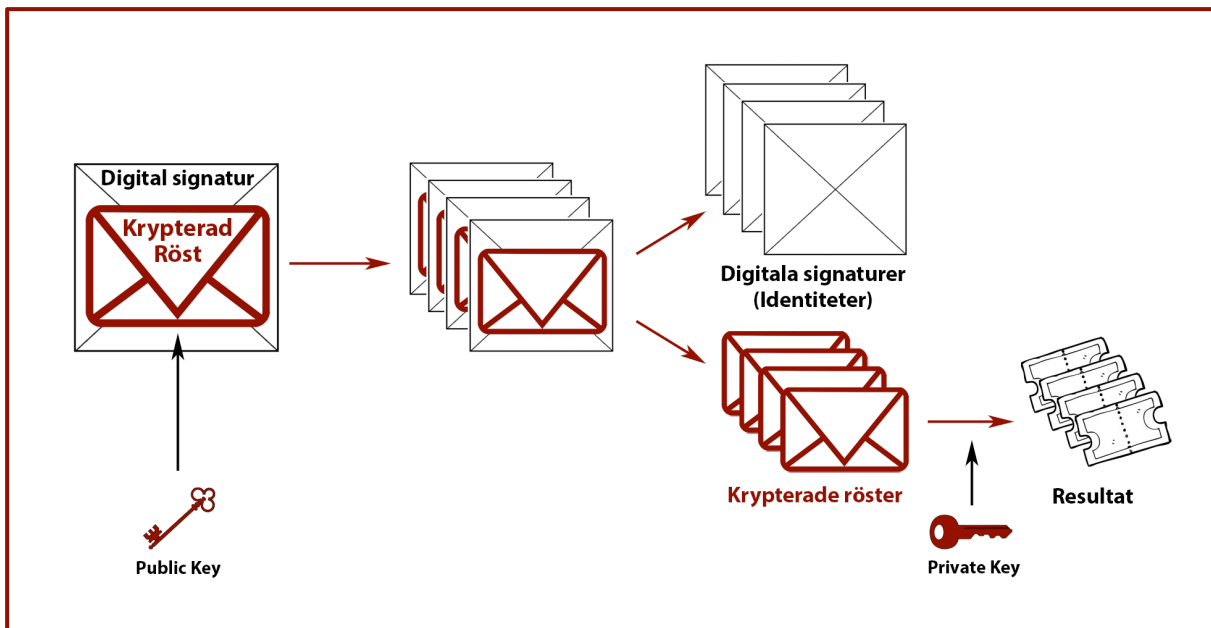 Digital signatur
Krypterad
Röst
Public Key
Digitala signaturer
(Identiteter)
Krypterade röster
Private Key
Resultat